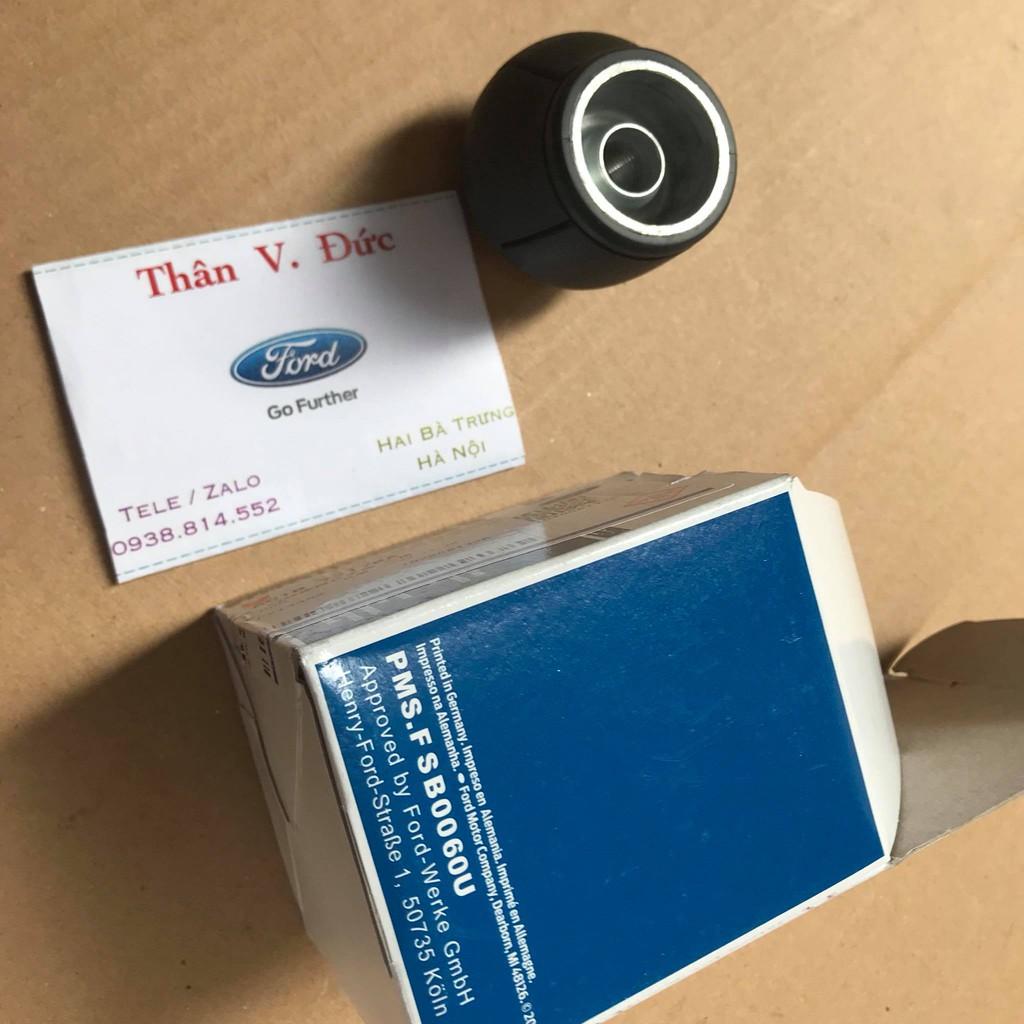 Thân V. Đức
Ford
Go Further
HAI BÀ TRƯNG
HÀ NỘI
TELE / ZALO
0938.814.552
Printed in Germany. Impreso en Alemania. Imprimé en Allemagne.
Impresso na Alemanha. • Ford Motor Company, Dearborn, MI 48126. ©
PMS.F SB0060U
Approved by Ford-Werke GmbH
Henry-Ford-Straße 1, 50735 Köln